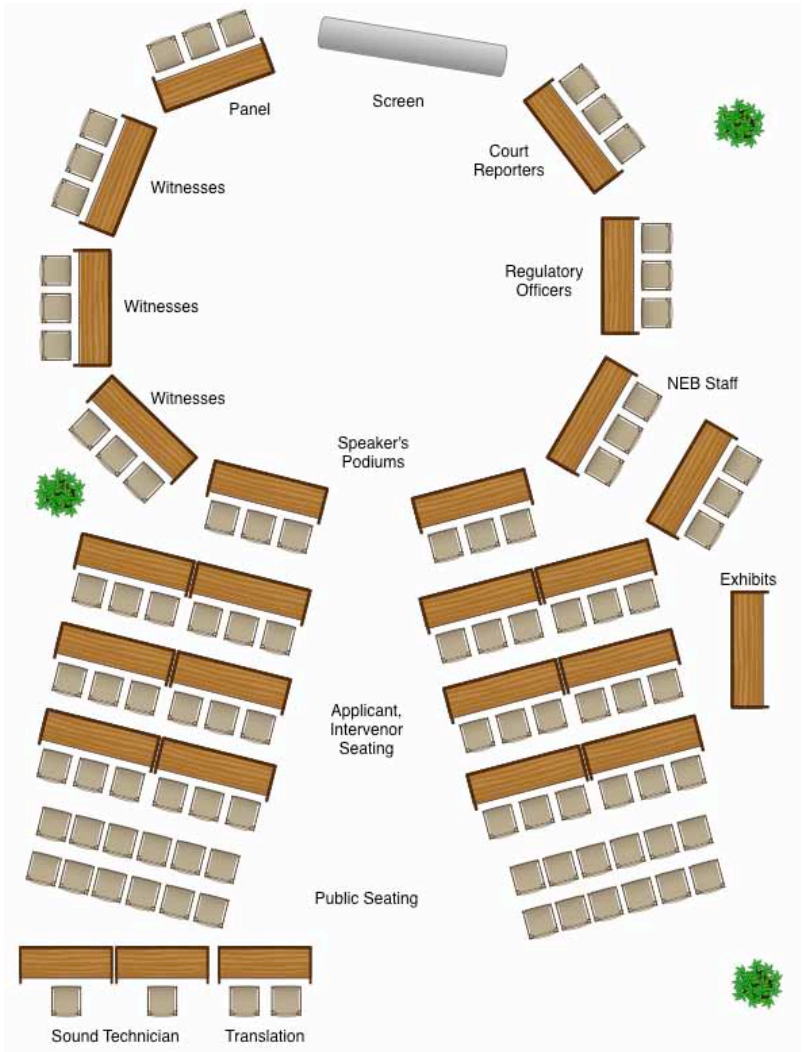 Panel
Screen
Court
Reporters
Witnesses
Regulatory
Officers
Witnesses
NEB Staff
Witnesses
Speaker's
Podiums
Exhibits
Applicant,
Intervenor
Seating
Public Seating
Sound Technician
Translation